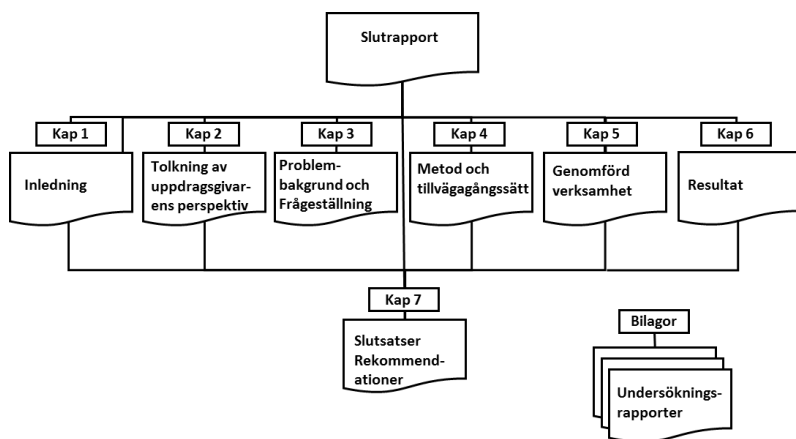 Slutrapport
Kap 1
Kap 2
Kap 3
Kap 4
Kap 5
Kap 6
Inledning
Tolkning av
uppdragsgivar-
ens perspektiv
Problem-
bakgrund och
Frågeställning
Metod och
tillvägagångssätt
Genomförd
verksamhet
Resultat
Kap 7
Slutsatser
Rekommend-
ationer
Bilagor
Undersöknings-
rapporter